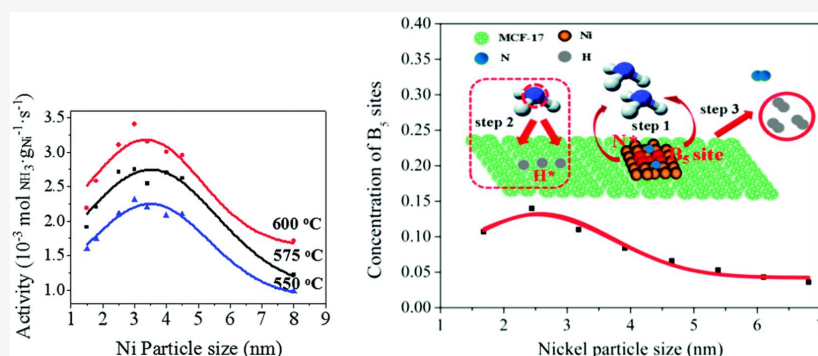 Activity (10⁻³ mol NH₃·gNi⁻¹·s⁻¹)
3.5
3.0
2.5
2.0
1.5
1.0
600 °C
575 °C
550 °C
1 2 3 4 5 6 7 8 9
Ni Particle size (nm)
Concentration of B₅ sites
0.40
0.35
0.30
0.25
0.20
0.15
0.10
0.05
0.00
MCF-17 Ni
N H
step 2
step 1
step 3
N*
B₅ site
H*
0 1 2 3 4 5 6 7
Nickel particle size (nm)